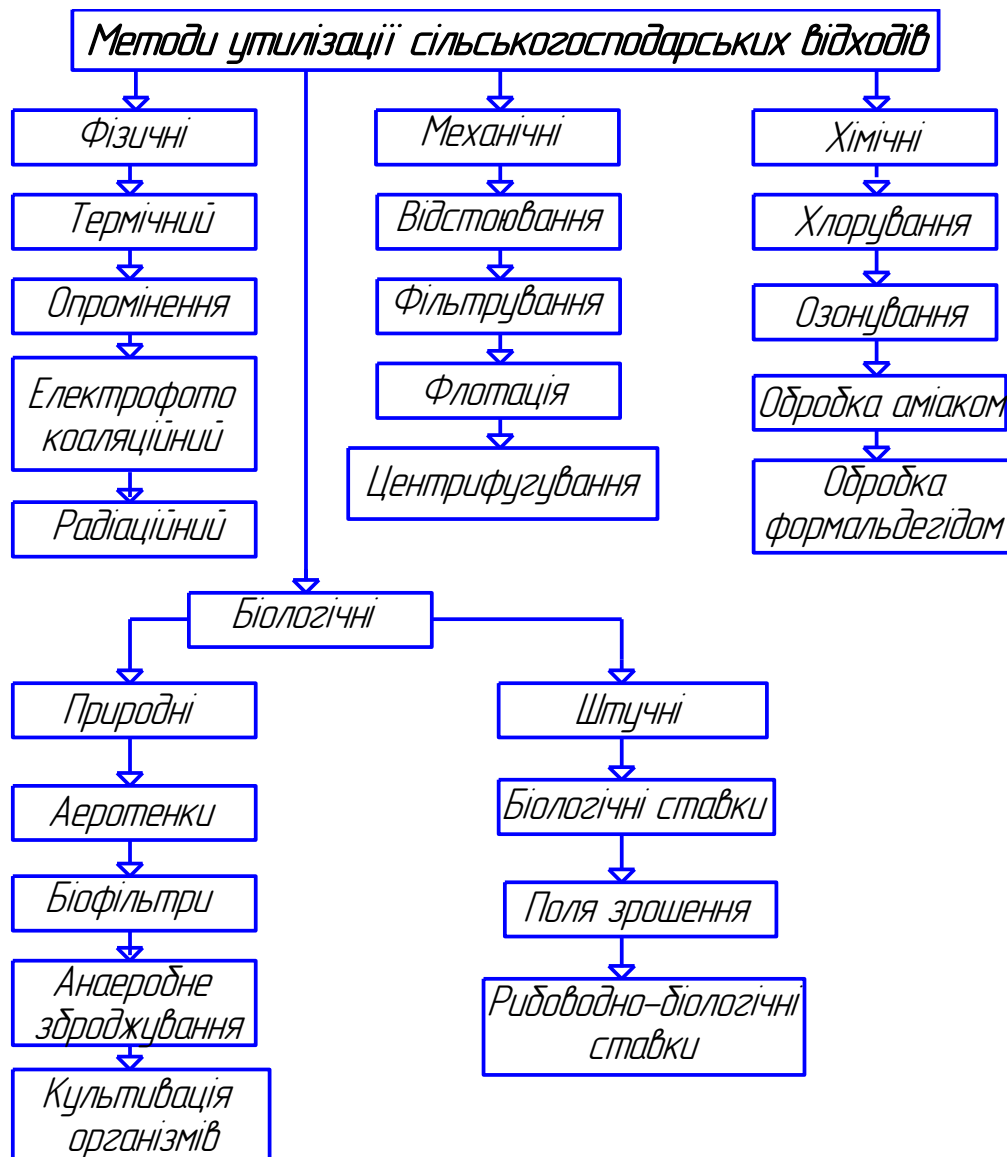 Методи утилізації сільськогосподарських відходів
Фізичні
Термічний
Опромінення
Електрофото
коаляційний
Радіаційний
Механічні
Відстоювання
Фільтрування
Флотація
Центрифугування
Хімічні
Хлорування
Озонування
Обробка аміаком
Обробка
формальдегідом
Біологічні
Природні
Аеротенки
Біофільтри
Анаеробне
зброджування
Культивація
організмів
Штучні
Біологічні ставки
Поля зрошення
Рибоводно-біологічні
ставки